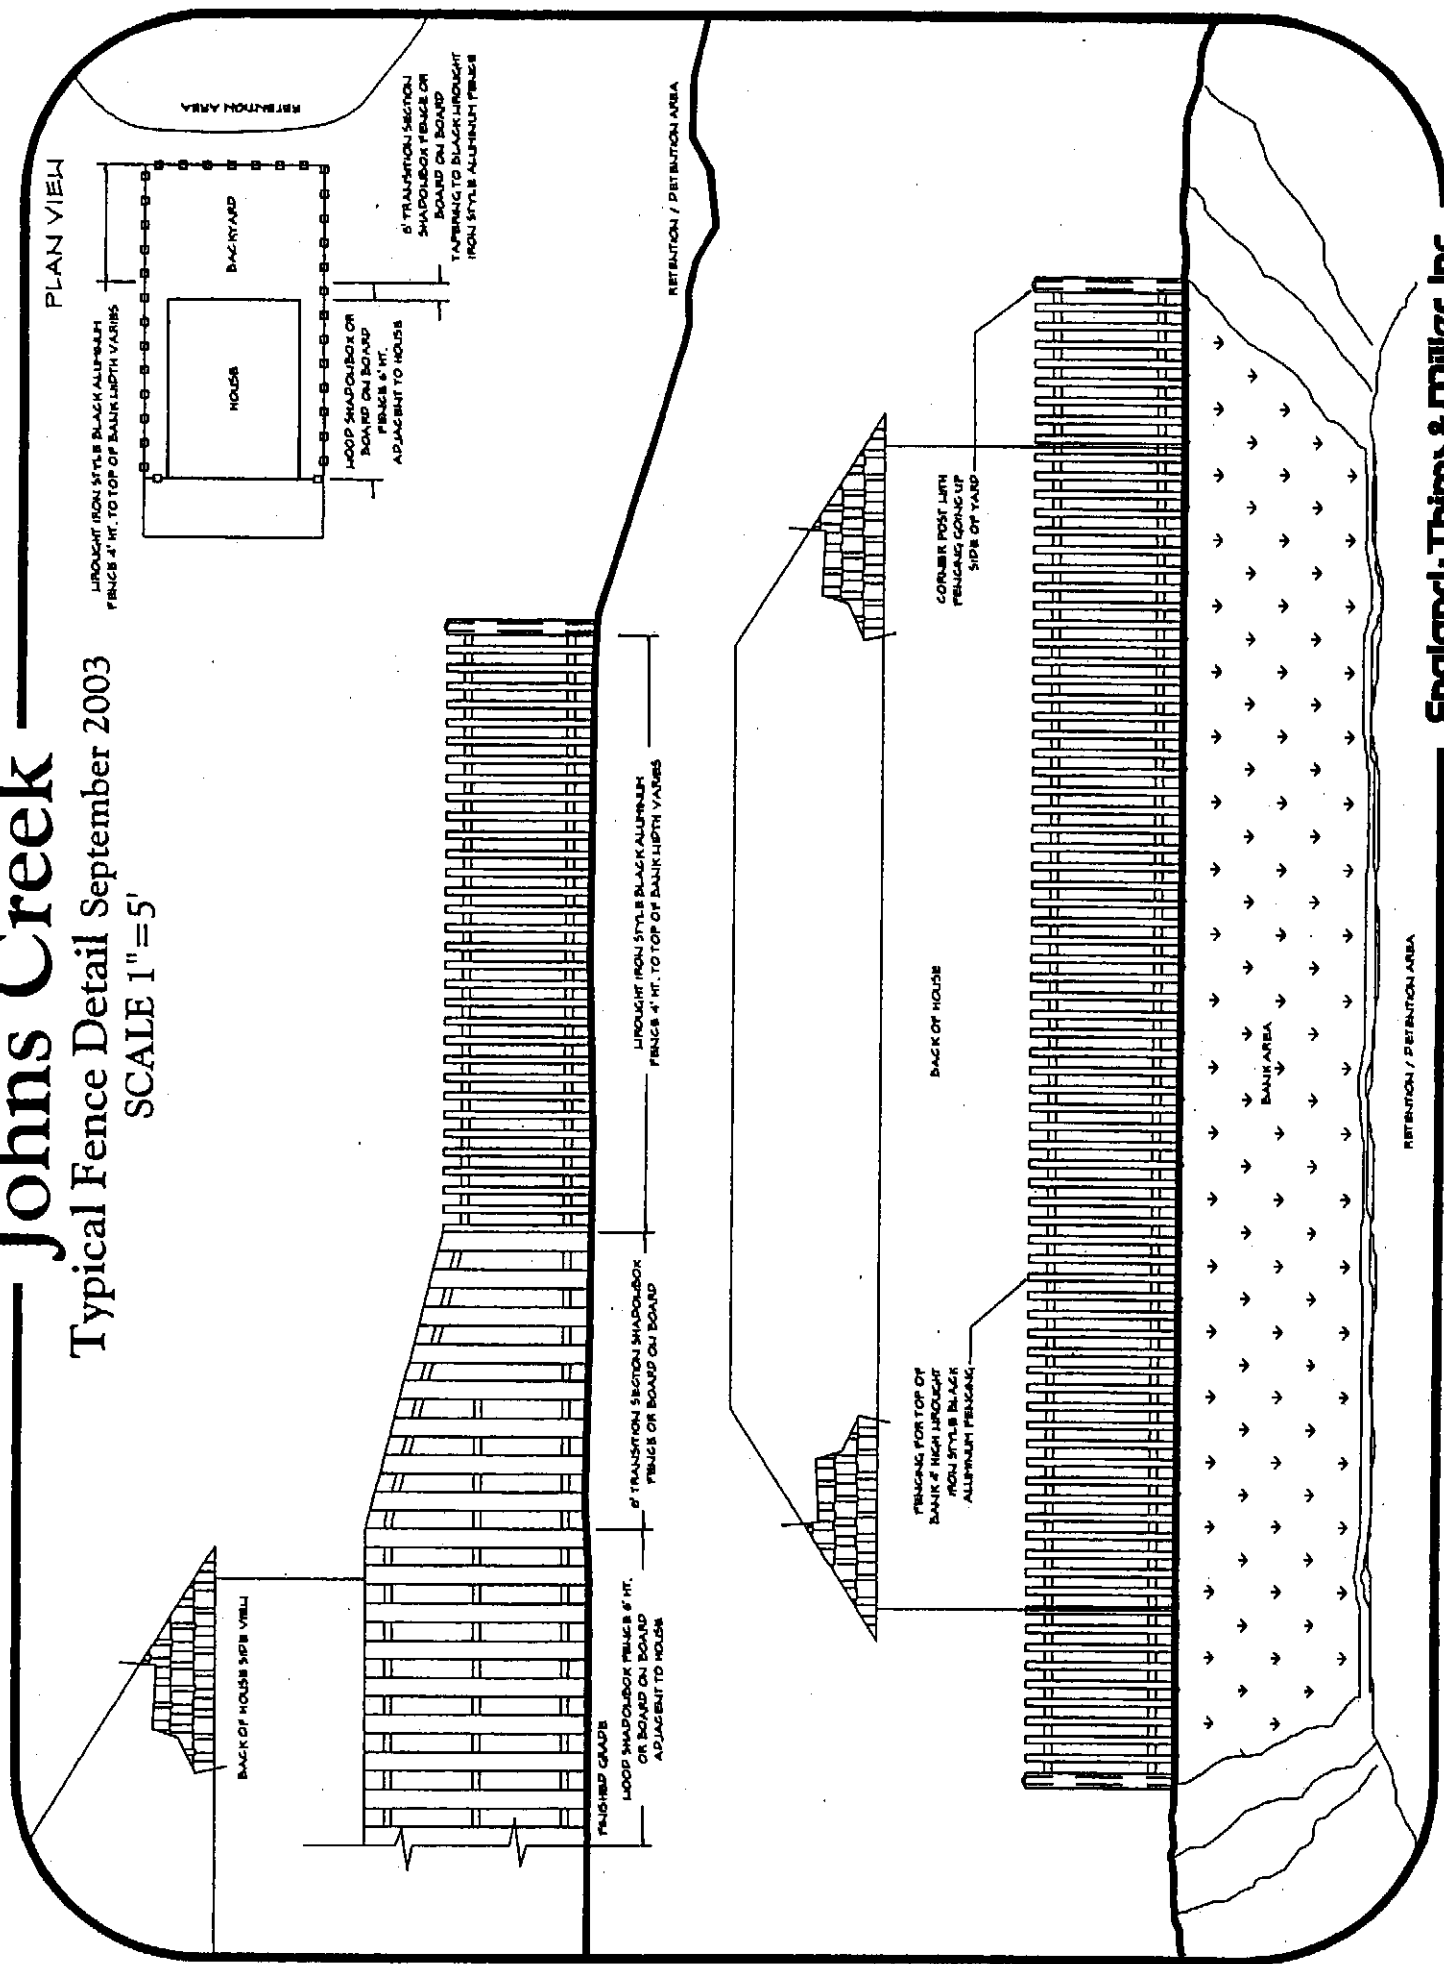 Johns Creek
Typical Fence Detail September 2003
SCALE 1"=5'
PLAN VIEW
WROUGHT IRON STYLE BLACK ALUMINUM
FENCE 4' HT. TO TOP OF BANK WIDTH VARIES
HOUSE
BACKYARD
RETENTION AREA
WOOD SHADOWBOX OR
BOARD ON BOARD
FENCE 6' HT.
ADJACENT TO HOUSE
8' TRANSITION SECTION
SHADOWBOX FENCE OR
BOARD ON BOARD
TAPERING TO BLACK WROUGHT
IRON STYLE ALUMINUM FENCE
BACK OF HOUSE SIDE VIEW
FINISHED GRADE
WOOD SHADOWBOX FENCE 6' HT.
OR BOARD ON BOARD
ADJACENT TO HOUSE
8' TRANSITION SECTION SHADOWBOX
FENCE OR BOARD ON BOARD
WROUGHT IRON STYLE BLACK ALUMINUM
FENCE 4' HT. TO TOP OF BANK WIDTH VARIES
RETENTION / DETENTION AREA
BACK OF HOUSE
FENCING FOR TOP OF
BANK 4' HIGH WROUGHT
IRON STYLE BLACK
ALUMINUM FENCING
CORNER POST WITH
FENCING GOING UP
SIDE OF YARD
BANK AREA
RETENTION / DETENTION AREA
England-Thims & Miller, Inc.